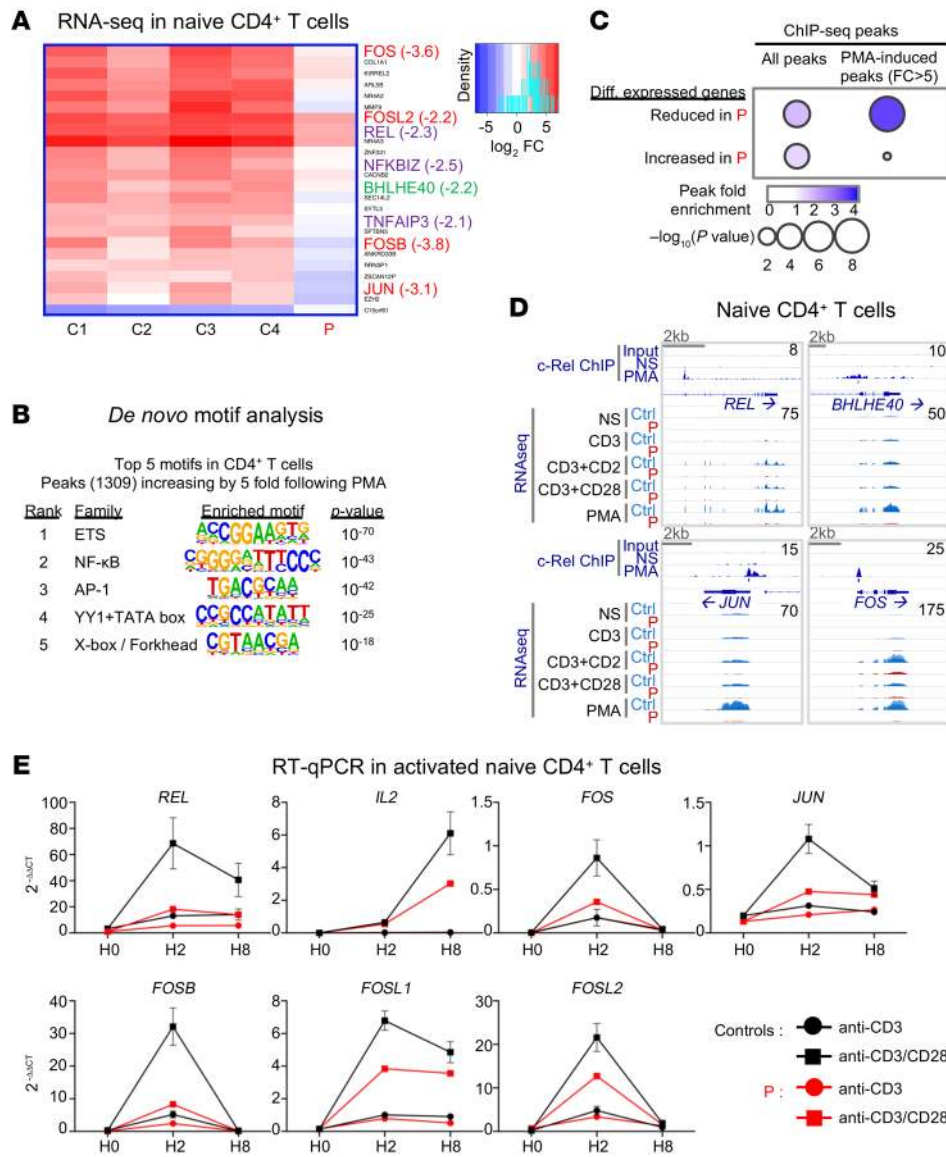 A
RNA-seq in naive CD4+ T cells
FOS (-3.6)
COL1A1
KIRREL2
ARL5B
NR4A2
MMP9
FOSL2 (-2.2)
REL (-2.3)
NR4A3
ZNF331
NFKBIZ (-2.5)
CACNB2
BHLHE40 (-2.2)
SEC14L2
SYTL3
TNFAIP3 (-2.1)
SPTBN5
FOSB (-3.8)
ANKRD33B
ZSCAN12P
JUN (-3.1)
EZH2
C15orf61
C1 C2 C3 C4 P
Density
-5 0 5
log2 FC
B
De novo motif analysis
Top 5 motifs in CD4+ T cells
Peaks (1309) increasing by 5 fold following PMA
Rank Family Enriched motif p-value
1 ETS ACCGGAAGTG 10-70
2 NF-κB CGGGGATTCCC 10-43
3 AP-1 TGACGCAA 10-42
4 YY1+TATA box CCGCCATATT 10-25
5 X-box / Forkhead CGTAACGA 10-18
C
ChIP-seq peaks
All peaks PMA-induced peaks (FC>5)
Diff. expressed genes
Reduced in P
Increased in P
Peak fold enrichment
0 1 2 3 4
–log10(P value)
2 4 6 8
D
Naive CD4+ T cells
2kb 2kb
c-Rel ChIP Input 8 10
NS
PMA
REL → BHLHE40 →
RNAseq 75 50
NS Ctrl P
CD3 Ctrl P
CD3+CD2 Ctrl P
CD3+CD28 Ctrl P
PMA Ctrl P
c-Rel ChIP Input 15 25
NS
PMA
← JUN FOS →
RNAseq 70 175
NS Ctrl P
CD3 Ctrl P
CD3+CD2 Ctrl P
CD3+CD28 Ctrl P
PMA Ctrl P
E
RT-qPCR in activated naive CD4+ T cells
REL IL2 FOS JUN
2-ΔΔCT
100 80 60 40 20 0
8 6 4 2 0
1.5 1 0.5 0
1.5 1 0.5 0
H0 H2 H8 H0 H2 H8 H0 H2 H8 H0 H2 H8
FOSB FOSL1 FOSL2
2-ΔΔCT
40 30 20 10 0
8 6 4 2 0
30 20 10 0
H0 H2 H8 H0 H2 H8 H0 H2 H8
Controls : anti-CD3
anti-CD3/CD28
P : anti-CD3
anti-CD3/CD28